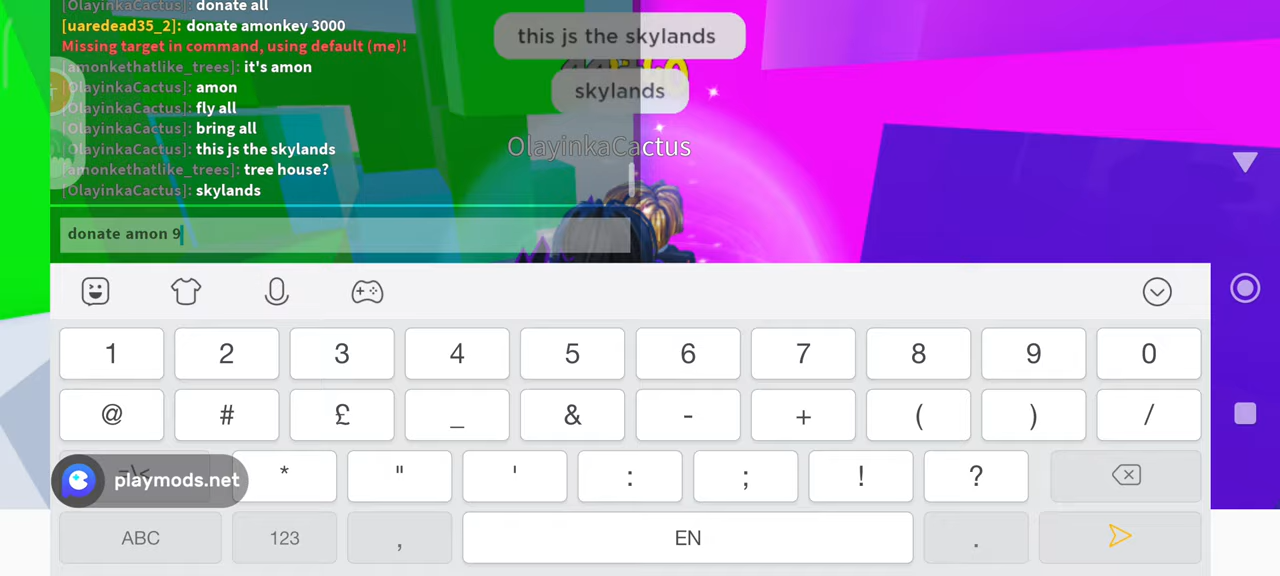 [OlayinkaCactus]: donate all
[uaredead35_2]: donate amonkey 3000
Missing target in command, using default (me)!
[amonkethatlike_trees]: it's amon
[OlayinkaCactus]: amon
[OlayinkaCactus]: fly all
[OlayinkaCactus]: bring all
[OlayinkaCactus]: this js the skylands
[amonkethatlike_trees]: tree house?
[OlayinkaCactus]: skylands
donate amon 9
this js the skylands
skylands
OlayinkaCactus
1 2 3 4 5 6 7 8 9 0
@ # £ _ & - + ( ) /
=\< * " ' : ; ! ?
playmods.net
ABC 123 , EN .